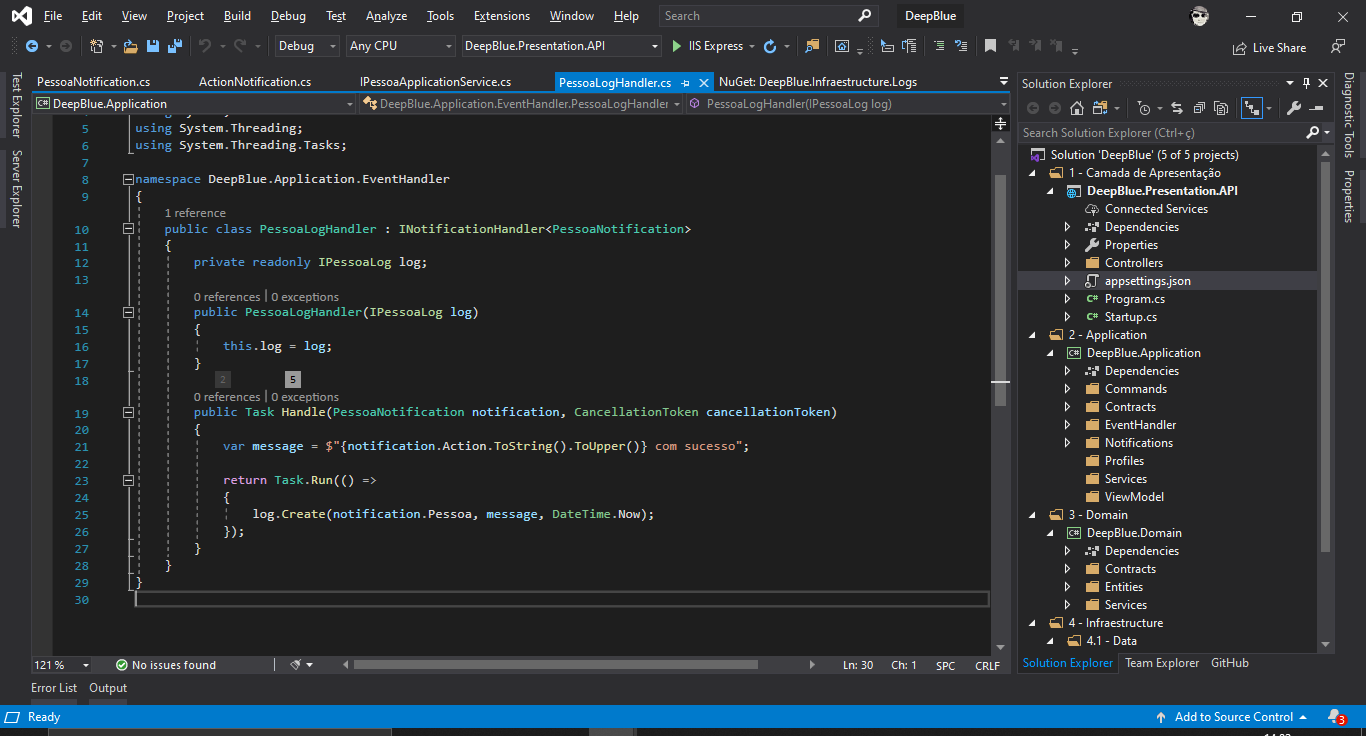 File Edit View Project Build Debug Test Analyze Tools Extensions Window Help Search DeepBlue
Debug Any CPU DeepBlue.Presentation.API IIS Express Live Share
Test Explorer
Server Explorer
PessoaNotification.cs ActionNotification.cs IPessoaApplicationService.cs PessoaLogHandler.cs NuGet: DeepBlue.Infraestructure.Logs
C# DeepBlue.Application DeepBlue.Application.EventHandler.PessoaLogHandler PessoaLogHandler(IPessoaLog log)
5 using System.Threading;
6 using System.Threading.Tasks;
7
8 namespace DeepBlue.Application.EventHandler
9 {
1 reference
10 public class PessoaLogHandler : INotificationHandler<PessoaNotification>
11 {
12 private readonly IPessoaLog log;
13
0 references | 0 exceptions
14 public PessoaLogHandler(IPessoaLog log)
15 {
16 this.log = log;
17 }
18
2 5
0 references | 0 exceptions
19 public Task Handle(PessoaNotification notification, CancellationToken cancellationToken)
20 {
21 var message = $"{notification.Action.ToString().ToUpper()} com sucesso";
22
23 return Task.Run(() =>
24 {
25 log.Create(notification.Pessoa, message, DateTime.Now);
26 });
27 }
28 }
29 }
30
121 % No issues found Ln: 30 Ch: 1 SPC CRLF
Solution Explorer
Search Solution Explorer (Ctrl+ç)
Solution 'DeepBlue' (5 of 5 projects)
1 - Camada de Apresentação
DeepBlue.Presentation.API
Connected Services
Dependencies
Properties
Controllers
appsettings.json
C# Program.cs
C# Startup.cs
2 - Application
C# DeepBlue.Application
Dependencies
Commands
Contracts
EventHandler
Notifications
Profiles
Services
ViewModel
3 - Domain
C# DeepBlue.Domain
Dependencies
Contracts
Entities
Services
4 - Infraestructure
4.1 - Data
Solution Explorer Team Explorer GitHub
Diagnostic Tools
Properties
Error List Output
Ready Add to Source Control 3